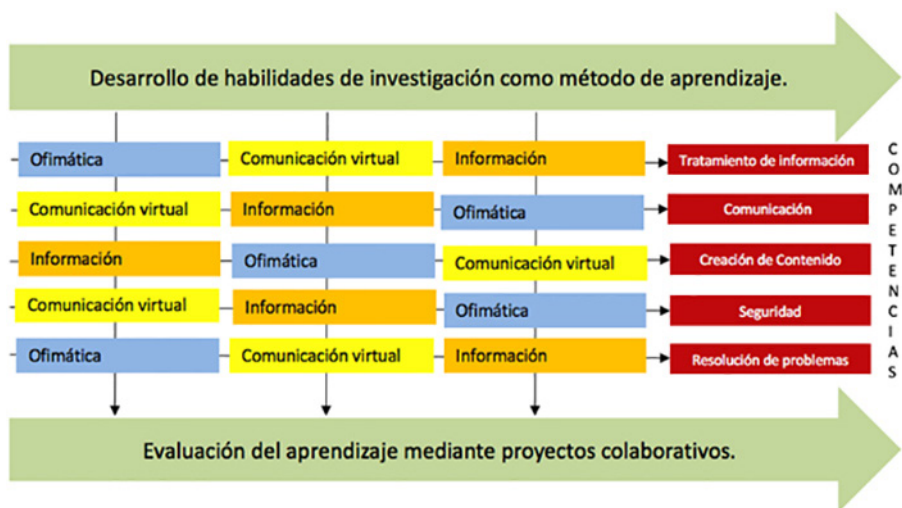 Desarrollo de habilidades de investigación como método de aprendizaje.
Ofimática
Comunicación virtual
Información
Tratamiento de información
Comunicación virtual
Información
Ofimática
Comunicación
Información
Ofimática
Comunicación virtual
Creación de Contenido
Comunicación virtual
Información
Ofimática
Seguridad
Ofimática
Comunicación virtual
Información
Resolución de problemas
COMPETENCIAS
Evaluación del aprendizaje mediante proyectos colaborativos.